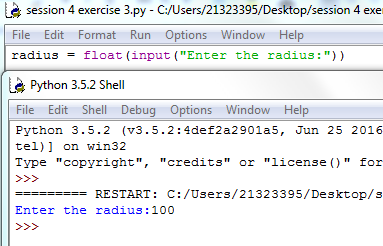 session 4 exercise 3.py - C:/Users/21323395/Desktop/session 4 exer
File Edit Format Run Options Window Help
radius = float(input("Enter the radius:"))
Python 3.5.2 Shell
File Edit Shell Debug Options Window Help
Python 3.5.2 (v3.5.2:4def2a2901a5, Jun 25 2016
tel)] on win32
Type "copyright", "credits" or "license()" for
>>>
========= RESTART: C:/Users/21323395/Desktop/s
Enter the radius:100
>>>